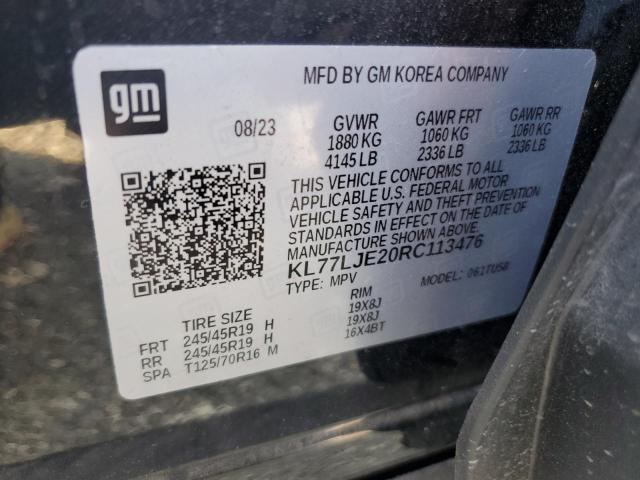 gm
MFD BY GM KOREA COMPANY
08/23
GVWR GAWR FRT GAWR RR
1880 KG 1060 KG 1060 KG
4145 LB 2336 LB 2336 LB
THIS VEHICLE CONFORMS TO ALL
APPLICABLE U.S. FEDERAL MOTOR
VEHICLE SAFETY AND THEFT PREVENTION
STANDARDS IN EFFECT ON THE DATE OF
MANUFACTURE SHOWN ABOVE.
KL77LJE20RC113476
TYPE: MPV MODEL: 061TU58
TIRE SIZE RIM
FRT 245/45R19 H 19X8J
RR 245/45R19 H 19X8J
SPA T125/70R16 M 16X4BT